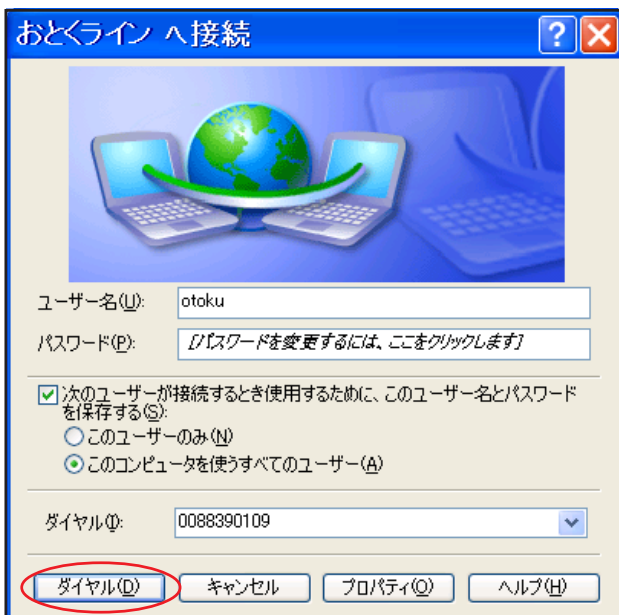 おとくライン へ接続
ユーザー名(U):
otoku
パスワード(P):
[パスワードを変更するには、ここをクリックします]
次のユーザーが接続するとき使用するために、このユーザー名とパスワード
を保存する(S):
このユーザーのみ(N)
このコンピュータを使うすべてのユーザー(A)
ダイヤル(I):
0088390109
ダイヤル(D)
キャンセル
プロパティ(O)
ヘルプ(H)